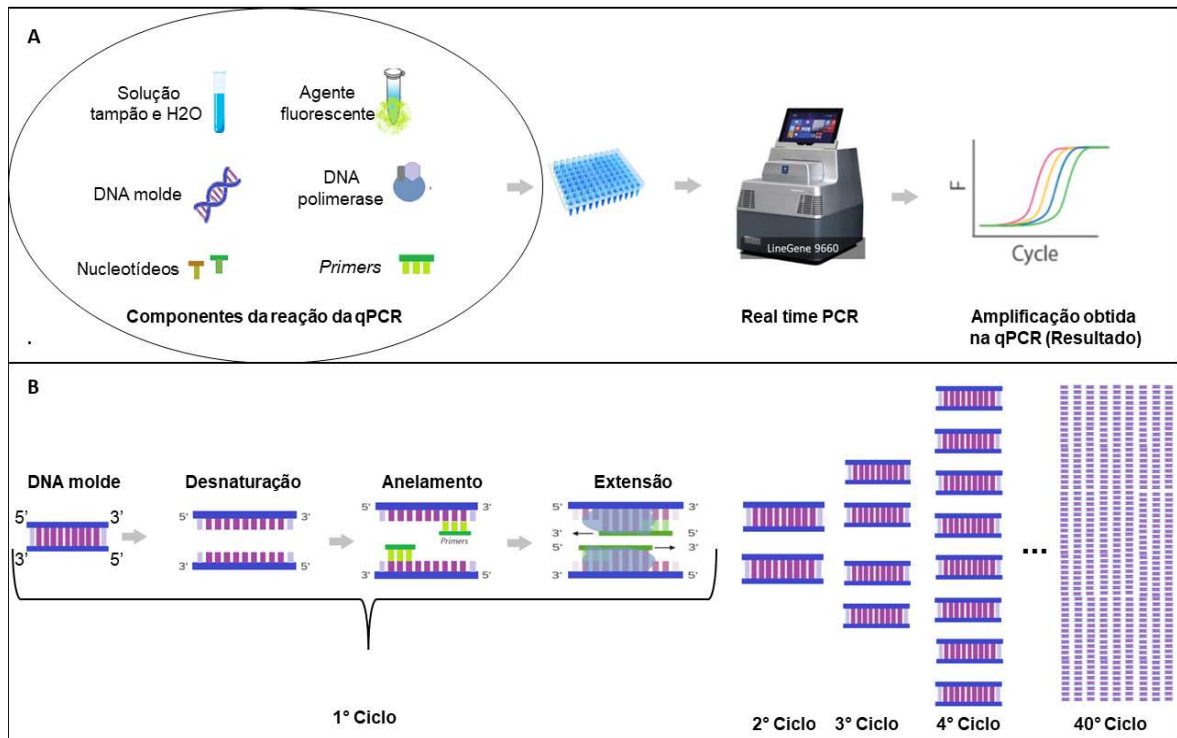 A
Solução
tampão e H2O
Agente
fluorescente
DNA molde
DNA
polimerase
Nucleotídeos
Primers
Componentes da reação da qPCR
.
LineGene 9660
Real time PCR
F
Cycle
Amplificação obtida
na qPCR (Resultado)
B
DNA molde
5’ 3’
3’ 5’
Desnaturação
5' 3'
3' 5'
Anelamento
5' 3'
Primers
3' 5'
Extensão
5' 3'
3' 5'
5' 3'
3' 5'
...
1° Ciclo
2° Ciclo
3° Ciclo
4° Ciclo
40° Ciclo